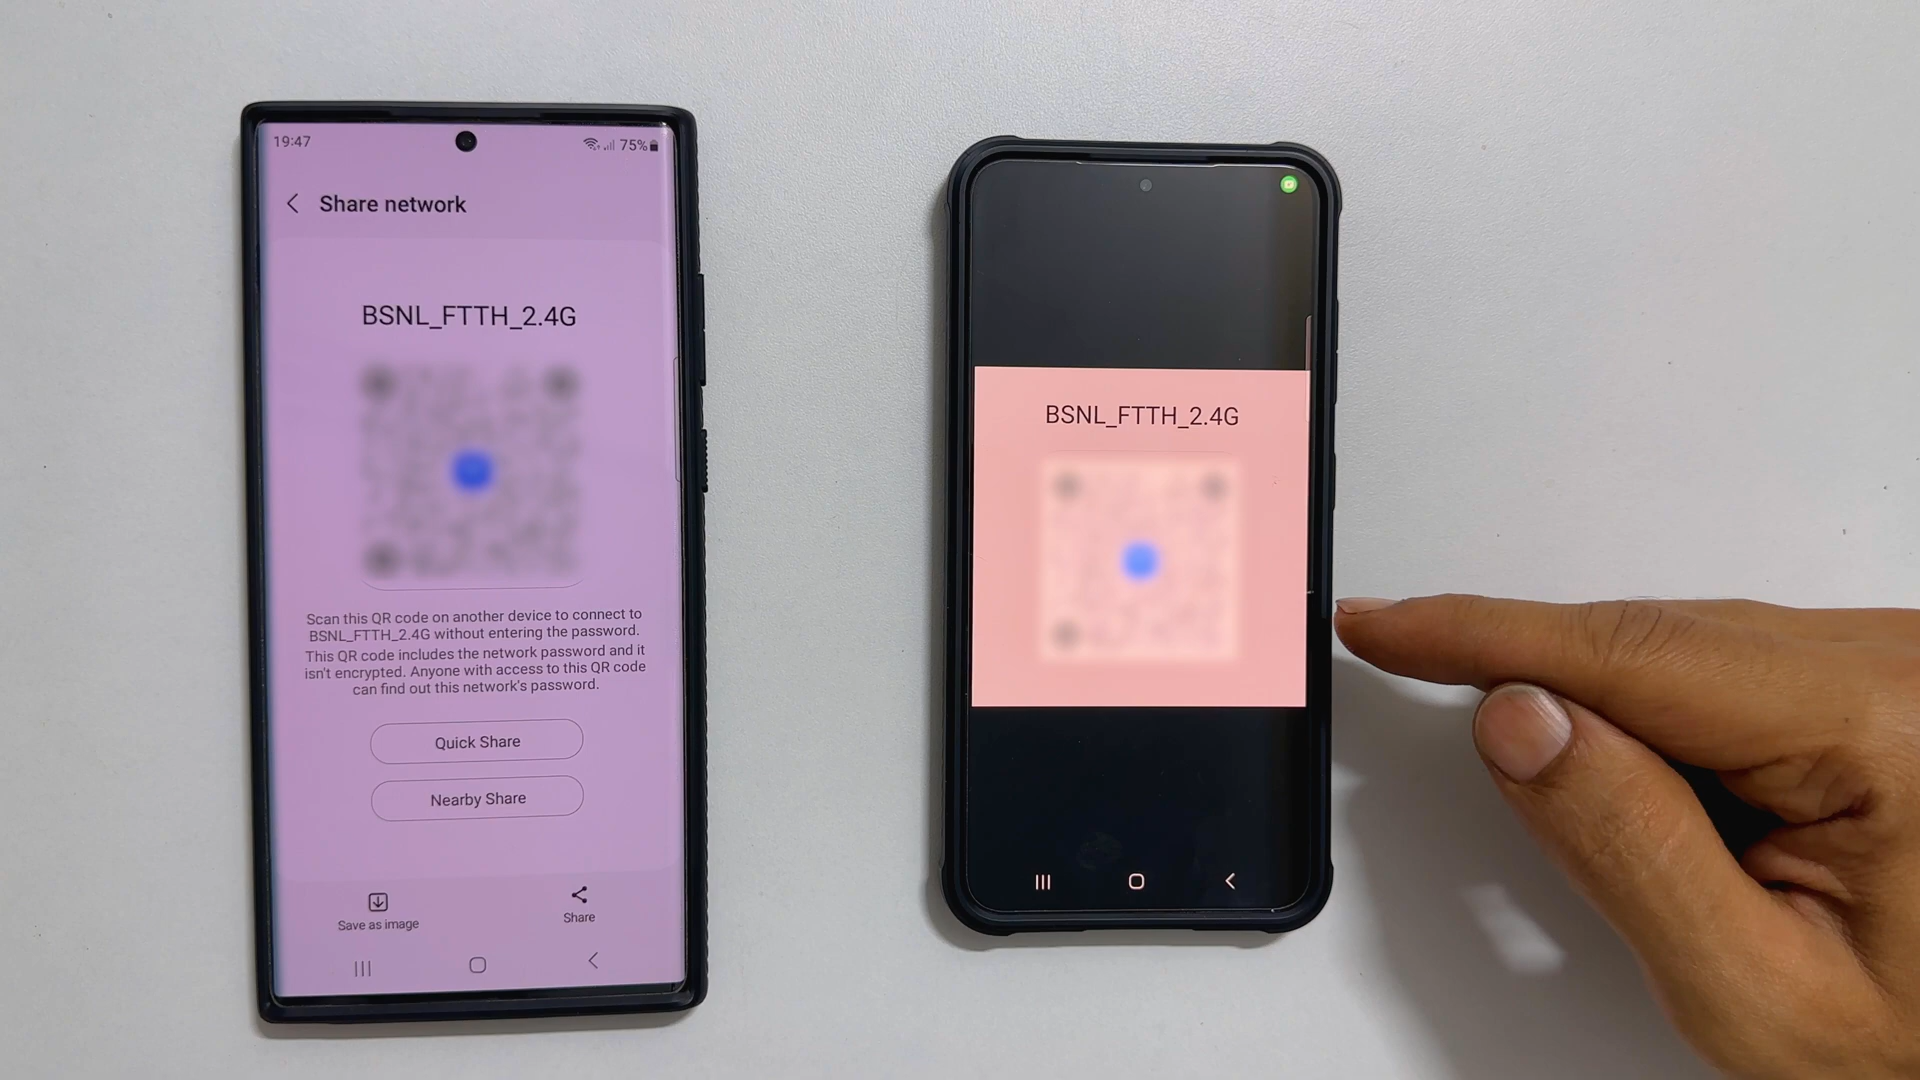 19:47
75%
Share network
BSNL_FTTH_2.4G
Scan this QR code on another device to connect to
BSNL_FTTH_2.4G without entering the password.
This QR code includes the network password and it
isn't encrypted. Anyone with access to this QR code
can find out this network's password.
Quick Share
Nearby Share
Save as image
Share
BSNL_FTTH_2.4G